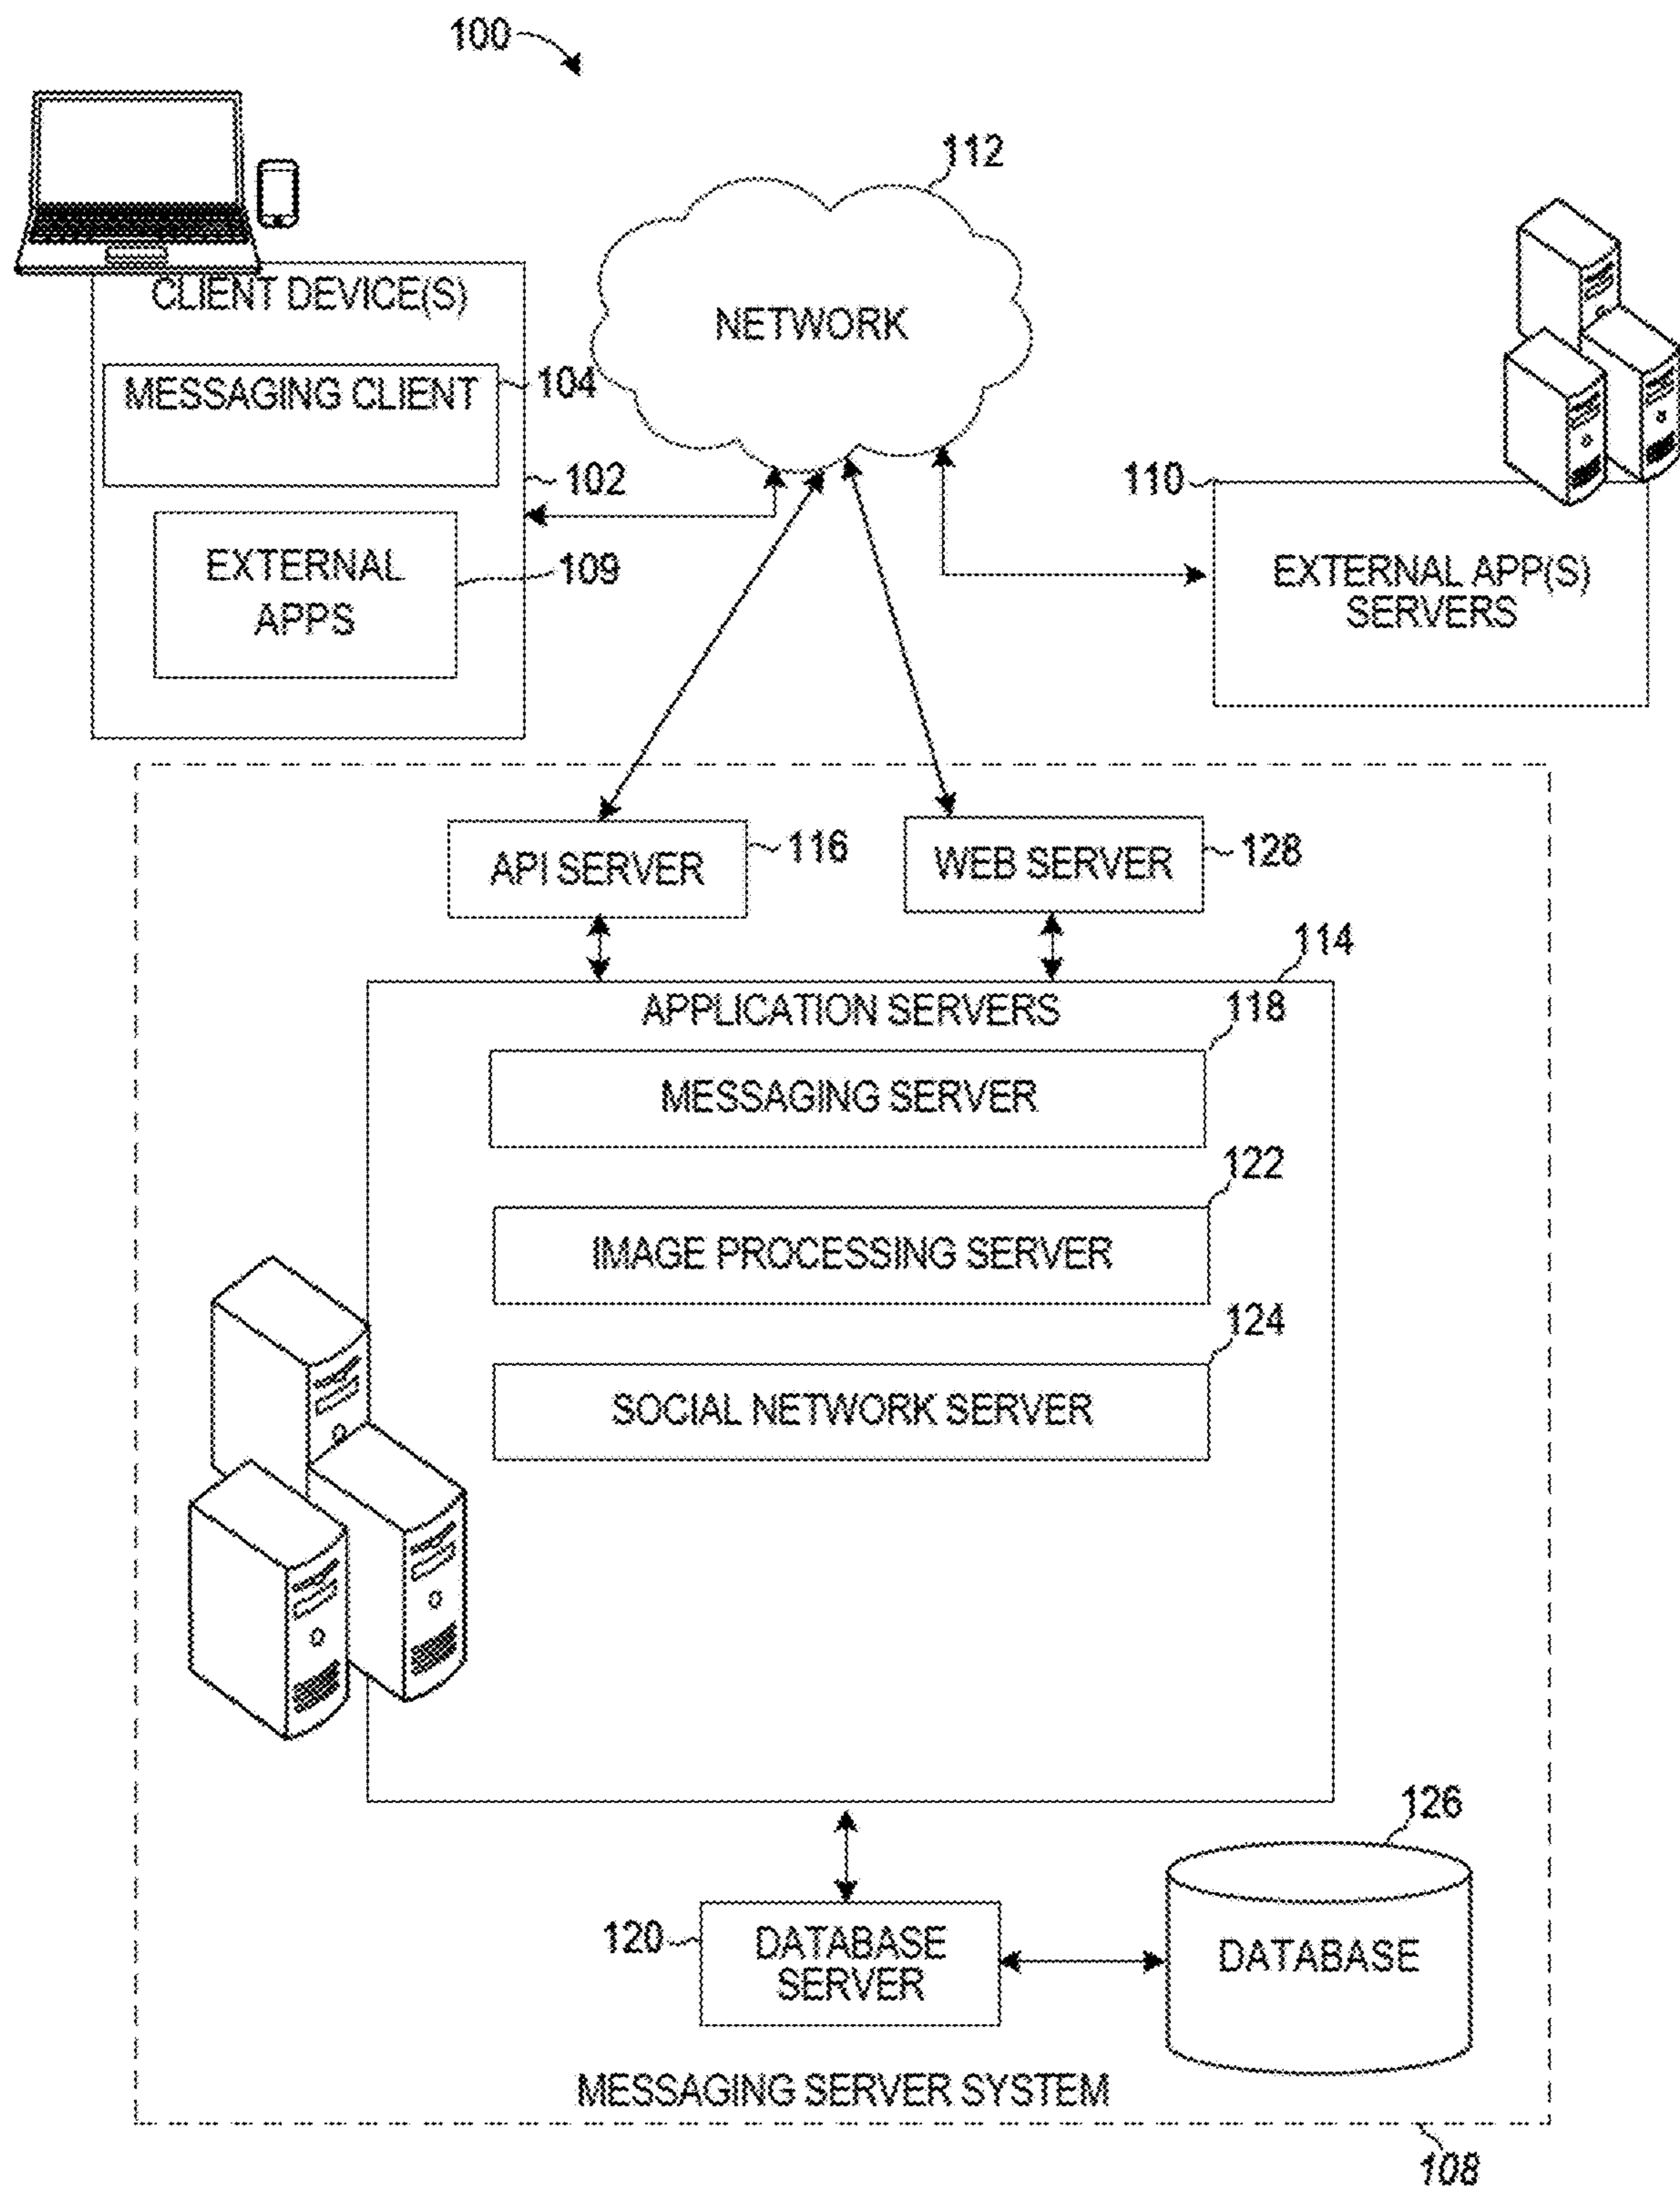 100
112
CLIENT DEVICE(S)
NETWORK
MESSAGING CLIENT
104
102
110
EXTERNAL
APPS
109
EXTERNAL APP(S)
SERVERS
API SERVER
116
WEB SERVER
128
114
APPLICATION SERVERS
118
MESSAGING SERVER
122
IMAGE PROCESSING SERVER
124
SOCIAL NETWORK SERVER
126
120
DATABASE
SERVER
DATABASE
MESSAGING SERVER SYSTEM
108